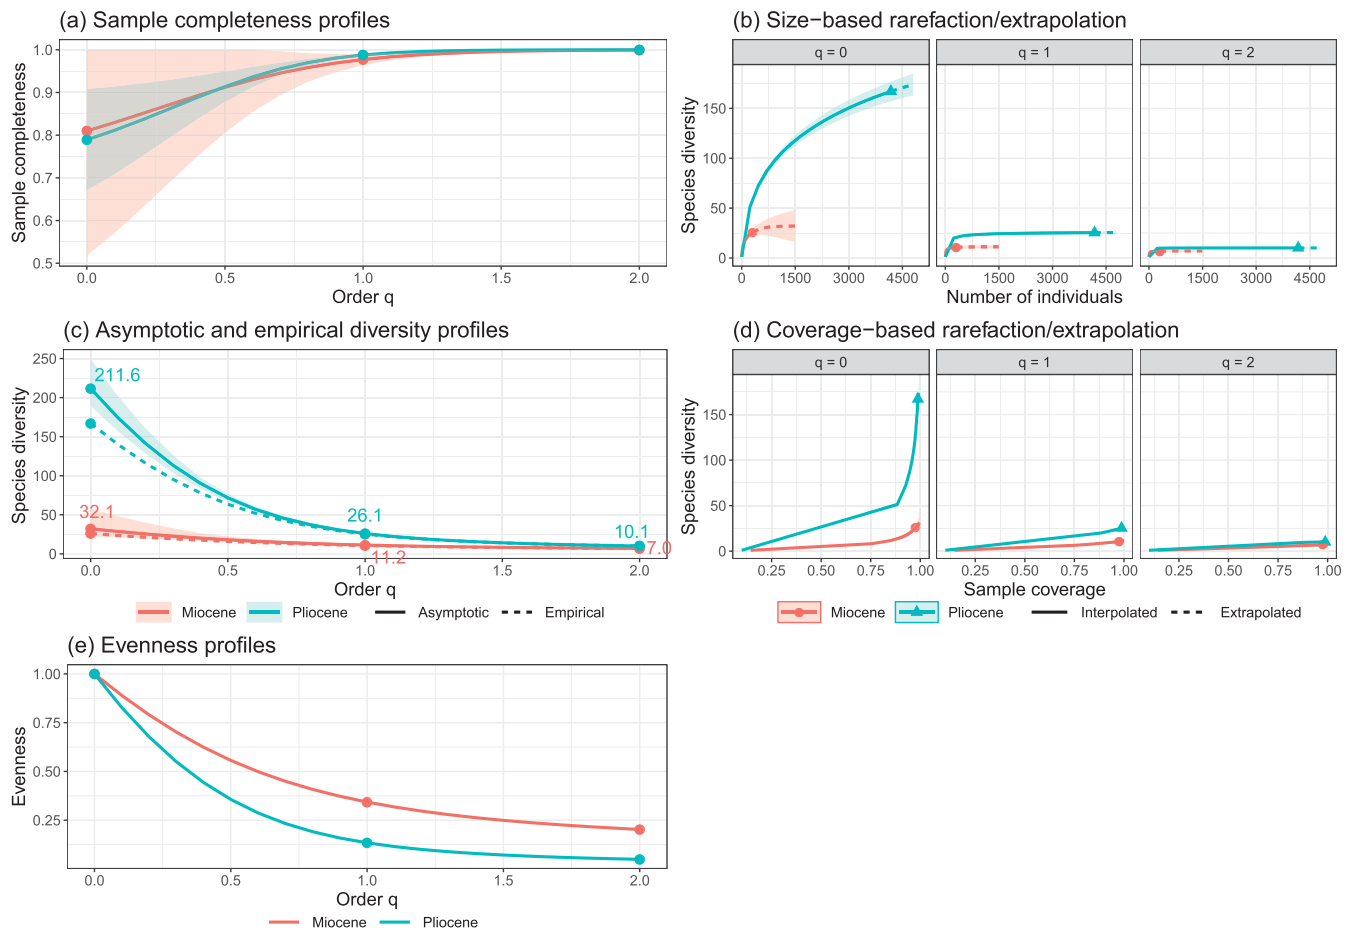 (a) Sample completeness profiles
1.0
0.9
0.8
0.7
0.6
0.5
Sample completeness
0.0 0.5 1.0 1.5 2.0
Order q
(b) Size−based rarefaction/extrapolation
q = 0 q = 1 q = 2
150
100
50
0
Species diversity
0 1500 3000 4500 0 1500 3000 4500 0 1500 3000 4500
Number of individuals
(c) Asymptotic and empirical diversity profiles
250
200
150
100
50
0
Species diversity
211.6
32.1
26.1
11.2
10.1
7.0
0.0 0.5 1.0 1.5 2.0
Order q
Miocene Pliocene Asymptotic Empirical
(d) Coverage−based rarefaction/extrapolation
q = 0 q = 1 q = 2
150
100
50
0
Species diversity
0.25 0.50 0.75 1.00 0.25 0.50 0.75 1.00 0.25 0.50 0.75 1.00
Sample coverage
Miocene Pliocene Interpolated Extrapolated
(e) Evenness profiles
1.00
0.75
0.50
0.25
Evenness
0.0 0.5 1.0 1.5 2.0
Order q
Miocene Pliocene